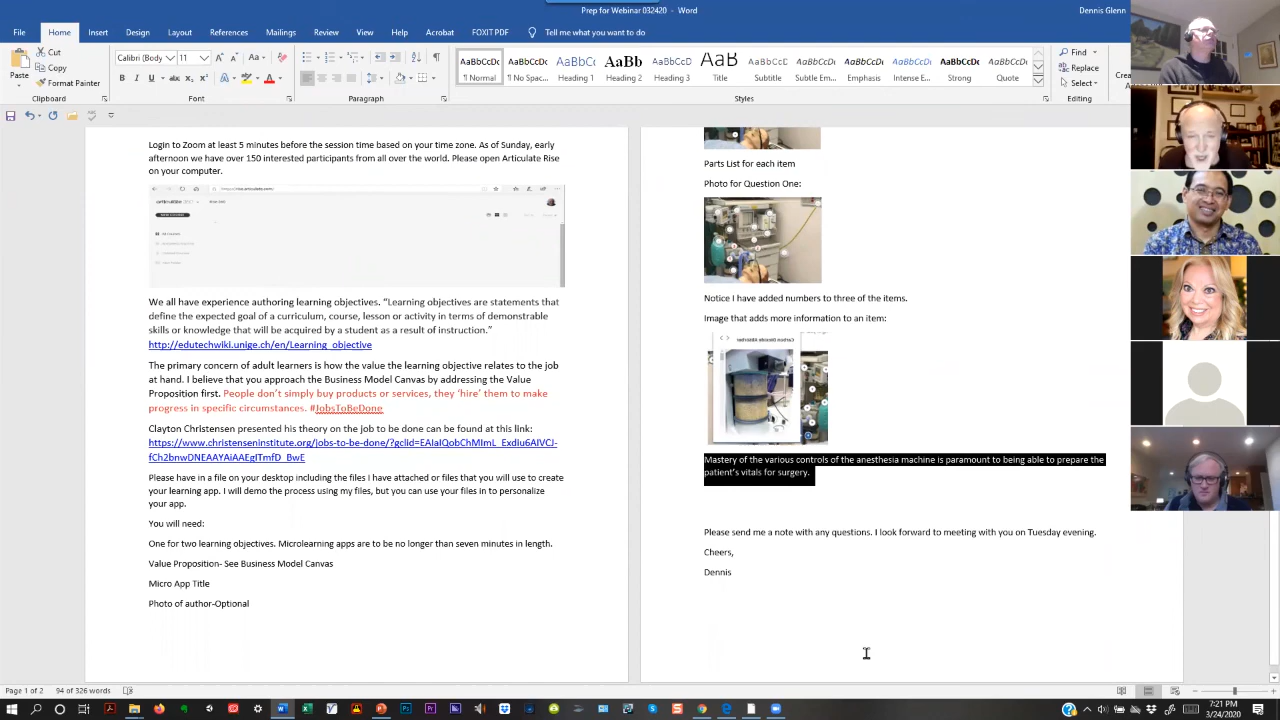 Prep for Webinar 032420 - Word
Dennis Glenn
File Home Insert Design Layout References Mailings Review View Help Acrobat FOXIT PDF Tell me what you want to do
Cut
Copy
Format Painter
Clipboard
Calibri (Body 11
Font
Paragraph
AaBbCcDc AaBbCcDc AaBbCc AaBb AaBbCcD AaB AaBbCcD AaBbCcDc AaBbCcDc AaBbCcDc AaBbCcDc AaBbCcDc
¶ Normal ¶ No Spac... Heading 1 Heading 2 Heading 3 Title Subtitle Subtle Em... Emphasis Intense E... Strong Quote
Styles
Find
Replace
Select
Editing
Login to Zoom at least 5 minutes before the session time based on your time zone. As of Sunday, early
afternoon we have over 150 interested participants from all over the world. Please open Articulate Rise
on your computer.
We all have experience authoring learning objectives. “Learning objectives are statements that
define the expected goal of a curriculum, course, lesson or activity in terms of demonstrable
skills or knowledge that will be acquired by a student as a result of instruction.”
http://edutechwiki.unige.ch/en/Learning_objective
The primary concern of adult learners is how the value the learning objective relates to the job
at hand. I believe that you approach the Business Model Canvas by addressing the Value
Proposition first. People don’t simply buy products or services, they ‘hire’ them to make
progress in specific circumstances. #JobsToBeDone
Clayton Christensen presented his theory on the job to be done can be found at this link:
Please have in a file on your desktop including the files I have attached or files that you will use to create
your learning app. I will demo the process using my files, but you can use your files in to personalize
your app.
You will need:
One for two learning objectives. Microlearning apps are to be no longer than seven minutes in length.
Value Proposition- See Business Model Canvas
Micro App Title
Photo of author-Optional
Parts List for each item
Photo for Question One:
Notice I have added numbers to three of the items.
Image that adds more information to an item:
Mastery of the various controls of the anesthesia machine is paramount to being able to prepare the
patient’s vitals for surgery.
Please send me a note with any questions. I look forward to meeting with you on Tuesday evening.
Cheers,
Dennis
Page 1 of 2 94 of 326 words
7:21 PM
3/24/2020